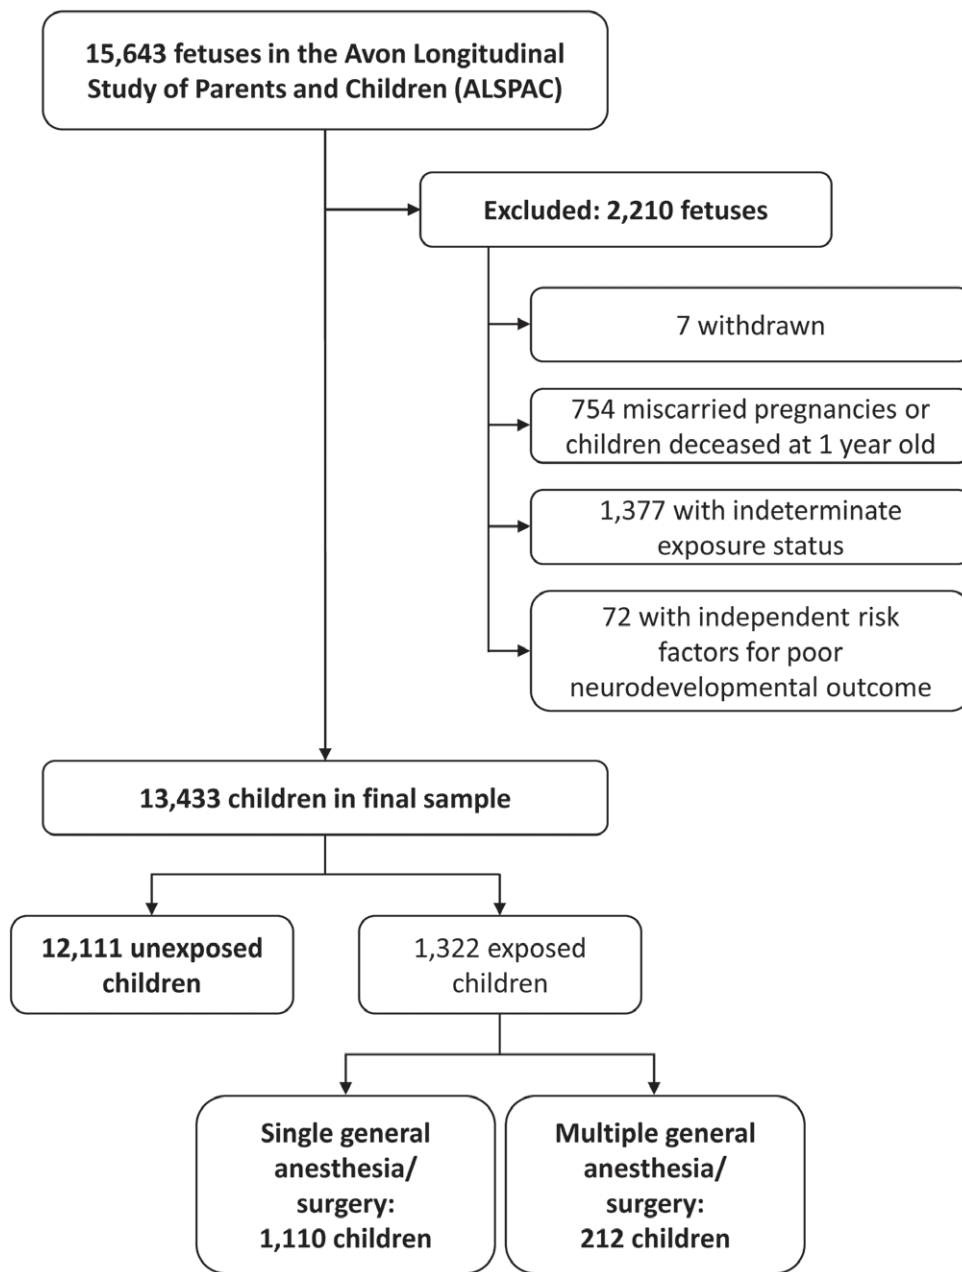 15,643 fetuses in the Avon Longitudinal
Study of Parents and Children (ALSPAC)
Excluded: 2,210 fetuses
7 withdrawn
754 miscarried pregnancies or
children deceased at 1 year old
1,377 with indeterminate
exposure status
72 with independent risk
factors for poor
neurodevelopmental outcome
13,433 children in final sample
12,111 unexposed
children
1,322 exposed
children
Single general
anesthesia/
surgery:
1,110 children
Multiple general
anesthesia/
surgery:
212 children